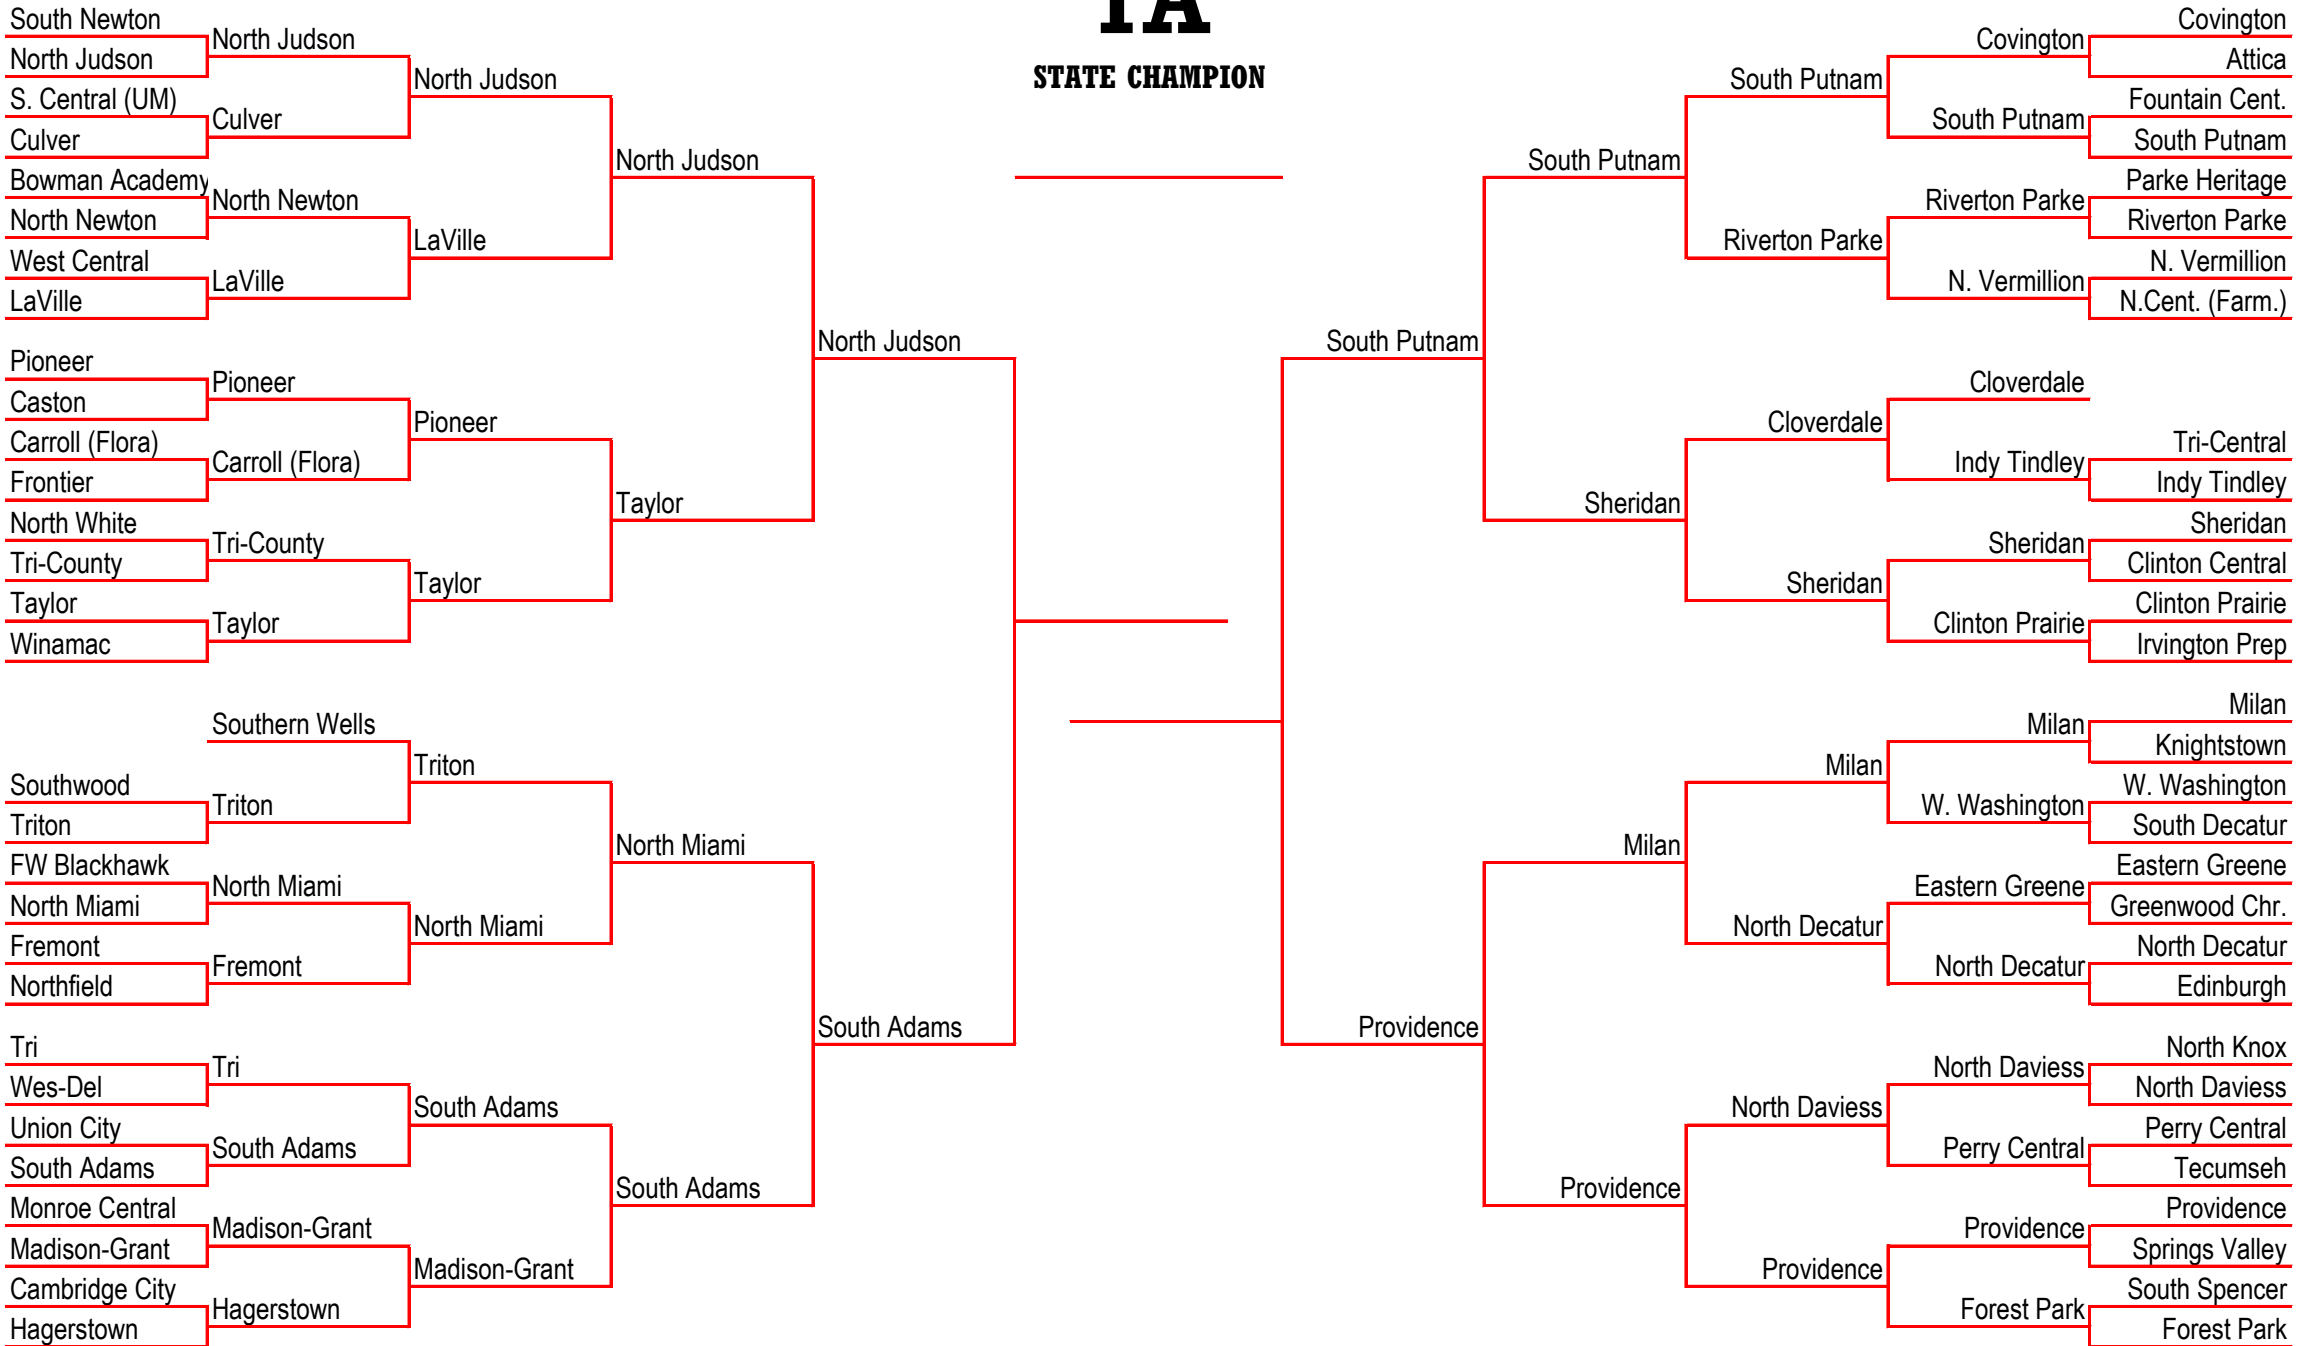 1A
STATE CHAMPION
South Newton
North Judson
S. Central (UM)
Culver
Bowman Academy
North Newton
West Central
LaVille
Pioneer
Caston
Carroll (Flora)
Frontier
North White
Tri-County
Taylor
Winamac
Southwood
Triton
FW Blackhawk
North Miami
Fremont
Northfield
Tri
Wes-Del
Union City
South Adams
Monroe Central
Madison-Grant
Cambridge City
Hagerstown
North Judson
Culver
North Newton
LaVille
Pioneer
Carroll (Flora)
Tri-County
Taylor
Southern Wells
Triton
North Miami
Fremont
Tri
South Adams
Madison-Grant
Hagerstown
North Judson
LaVille
Pioneer
Taylor
Triton
North Miami
South Adams
Madison-Grant
North Judson
Taylor
North Miami
South Adams
North Judson
South Adams
South Putnam
Providence
South Putnam
Sheridan
Milan
Providence
South Putnam
Riverton Parke
Cloverdale
Sheridan
Milan
North Decatur
North Daviess
Providence
Covington
South Putnam
Riverton Parke
N. Vermillion
Cloverdale
Indy Tindley
Sheridan
Clinton Prairie
Milan
W. Washington
Eastern Greene
North Decatur
North Daviess
Perry Central
Providence
Forest Park
Covington
Attica
Fountain Cent.
South Putnam
Parke Heritage
Riverton Parke
N. Vermillion
N.Cent. (Farm.)
Tri-Central
Indy Tindley
Sheridan
Clinton Central
Clinton Prairie
Irvington Prep
Milan
Knightstown
W. Washington
South Decatur
Eastern Greene
Greenwood Chr.
North Decatur
Edinburgh
North Knox
North Daviess
Perry Central
Tecumseh
Providence
Springs Valley
South Spencer
Forest Park